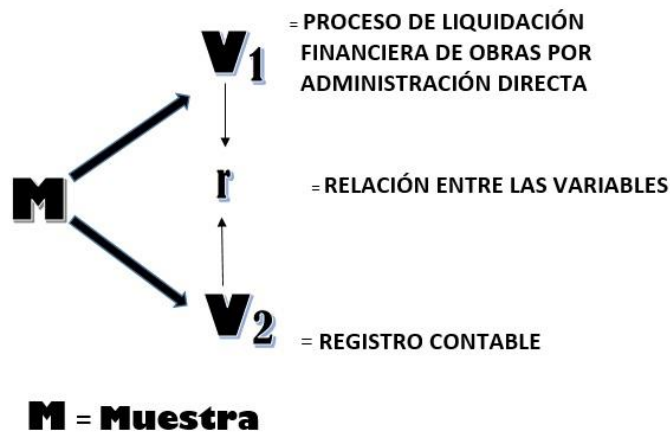 V1 = PROCESO DE LIQUIDACIÓN
FINANCIERA DE OBRAS POR
ADMINISTRACIÓN DIRECTA
M r = RELACIÓN ENTRE LAS VARIABLES
V2 = REGISTRO CONTABLE
M = Muestra